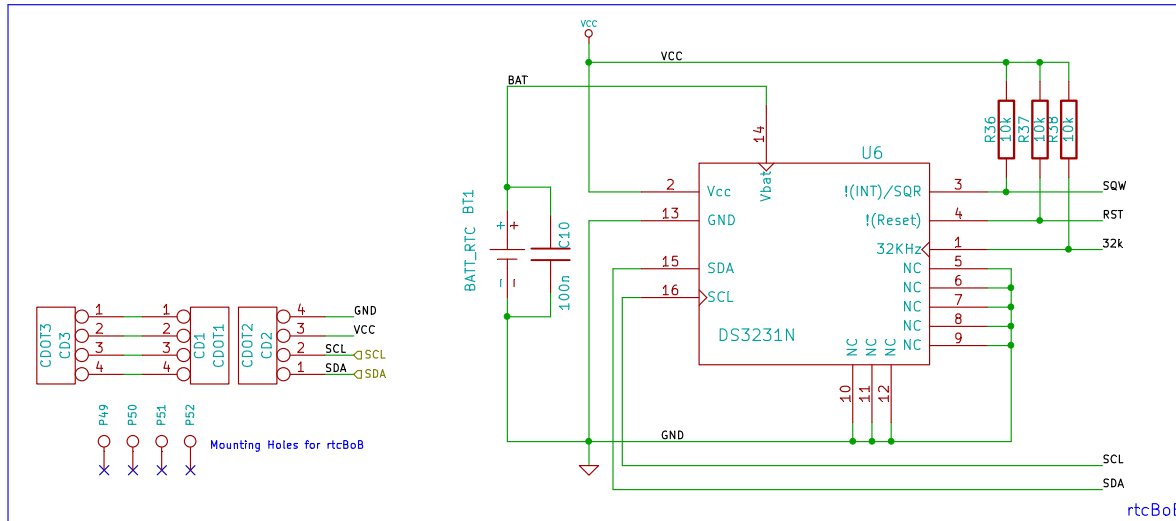 VCC
VCC
BAT
14
U6
R36
10k
R37
10k
R38
10k
2
Vcc
Vbat
!(INT)/SQR
3
SQW
13
GND
!(Reset)
4
RST
32KHz
1
32k
15
SDA
NC
5
16
SCL
NC
6
NC
7
NC
8
NC
9
DS3231N
NC
NC
NC
10
11
12
BATT_RTC
BT1
+
+
C10
100n
GND
SCL
SDA
CDOT3
CD3
1
2
3
4
1
2
3
4
CD1
CDOT1
CDOT2
CD2
4
GND
3
VCC
2
SCL
SCL
1
SDA
SDA
P49
P50
P51
P52
Mounting Holes for rtcBoB